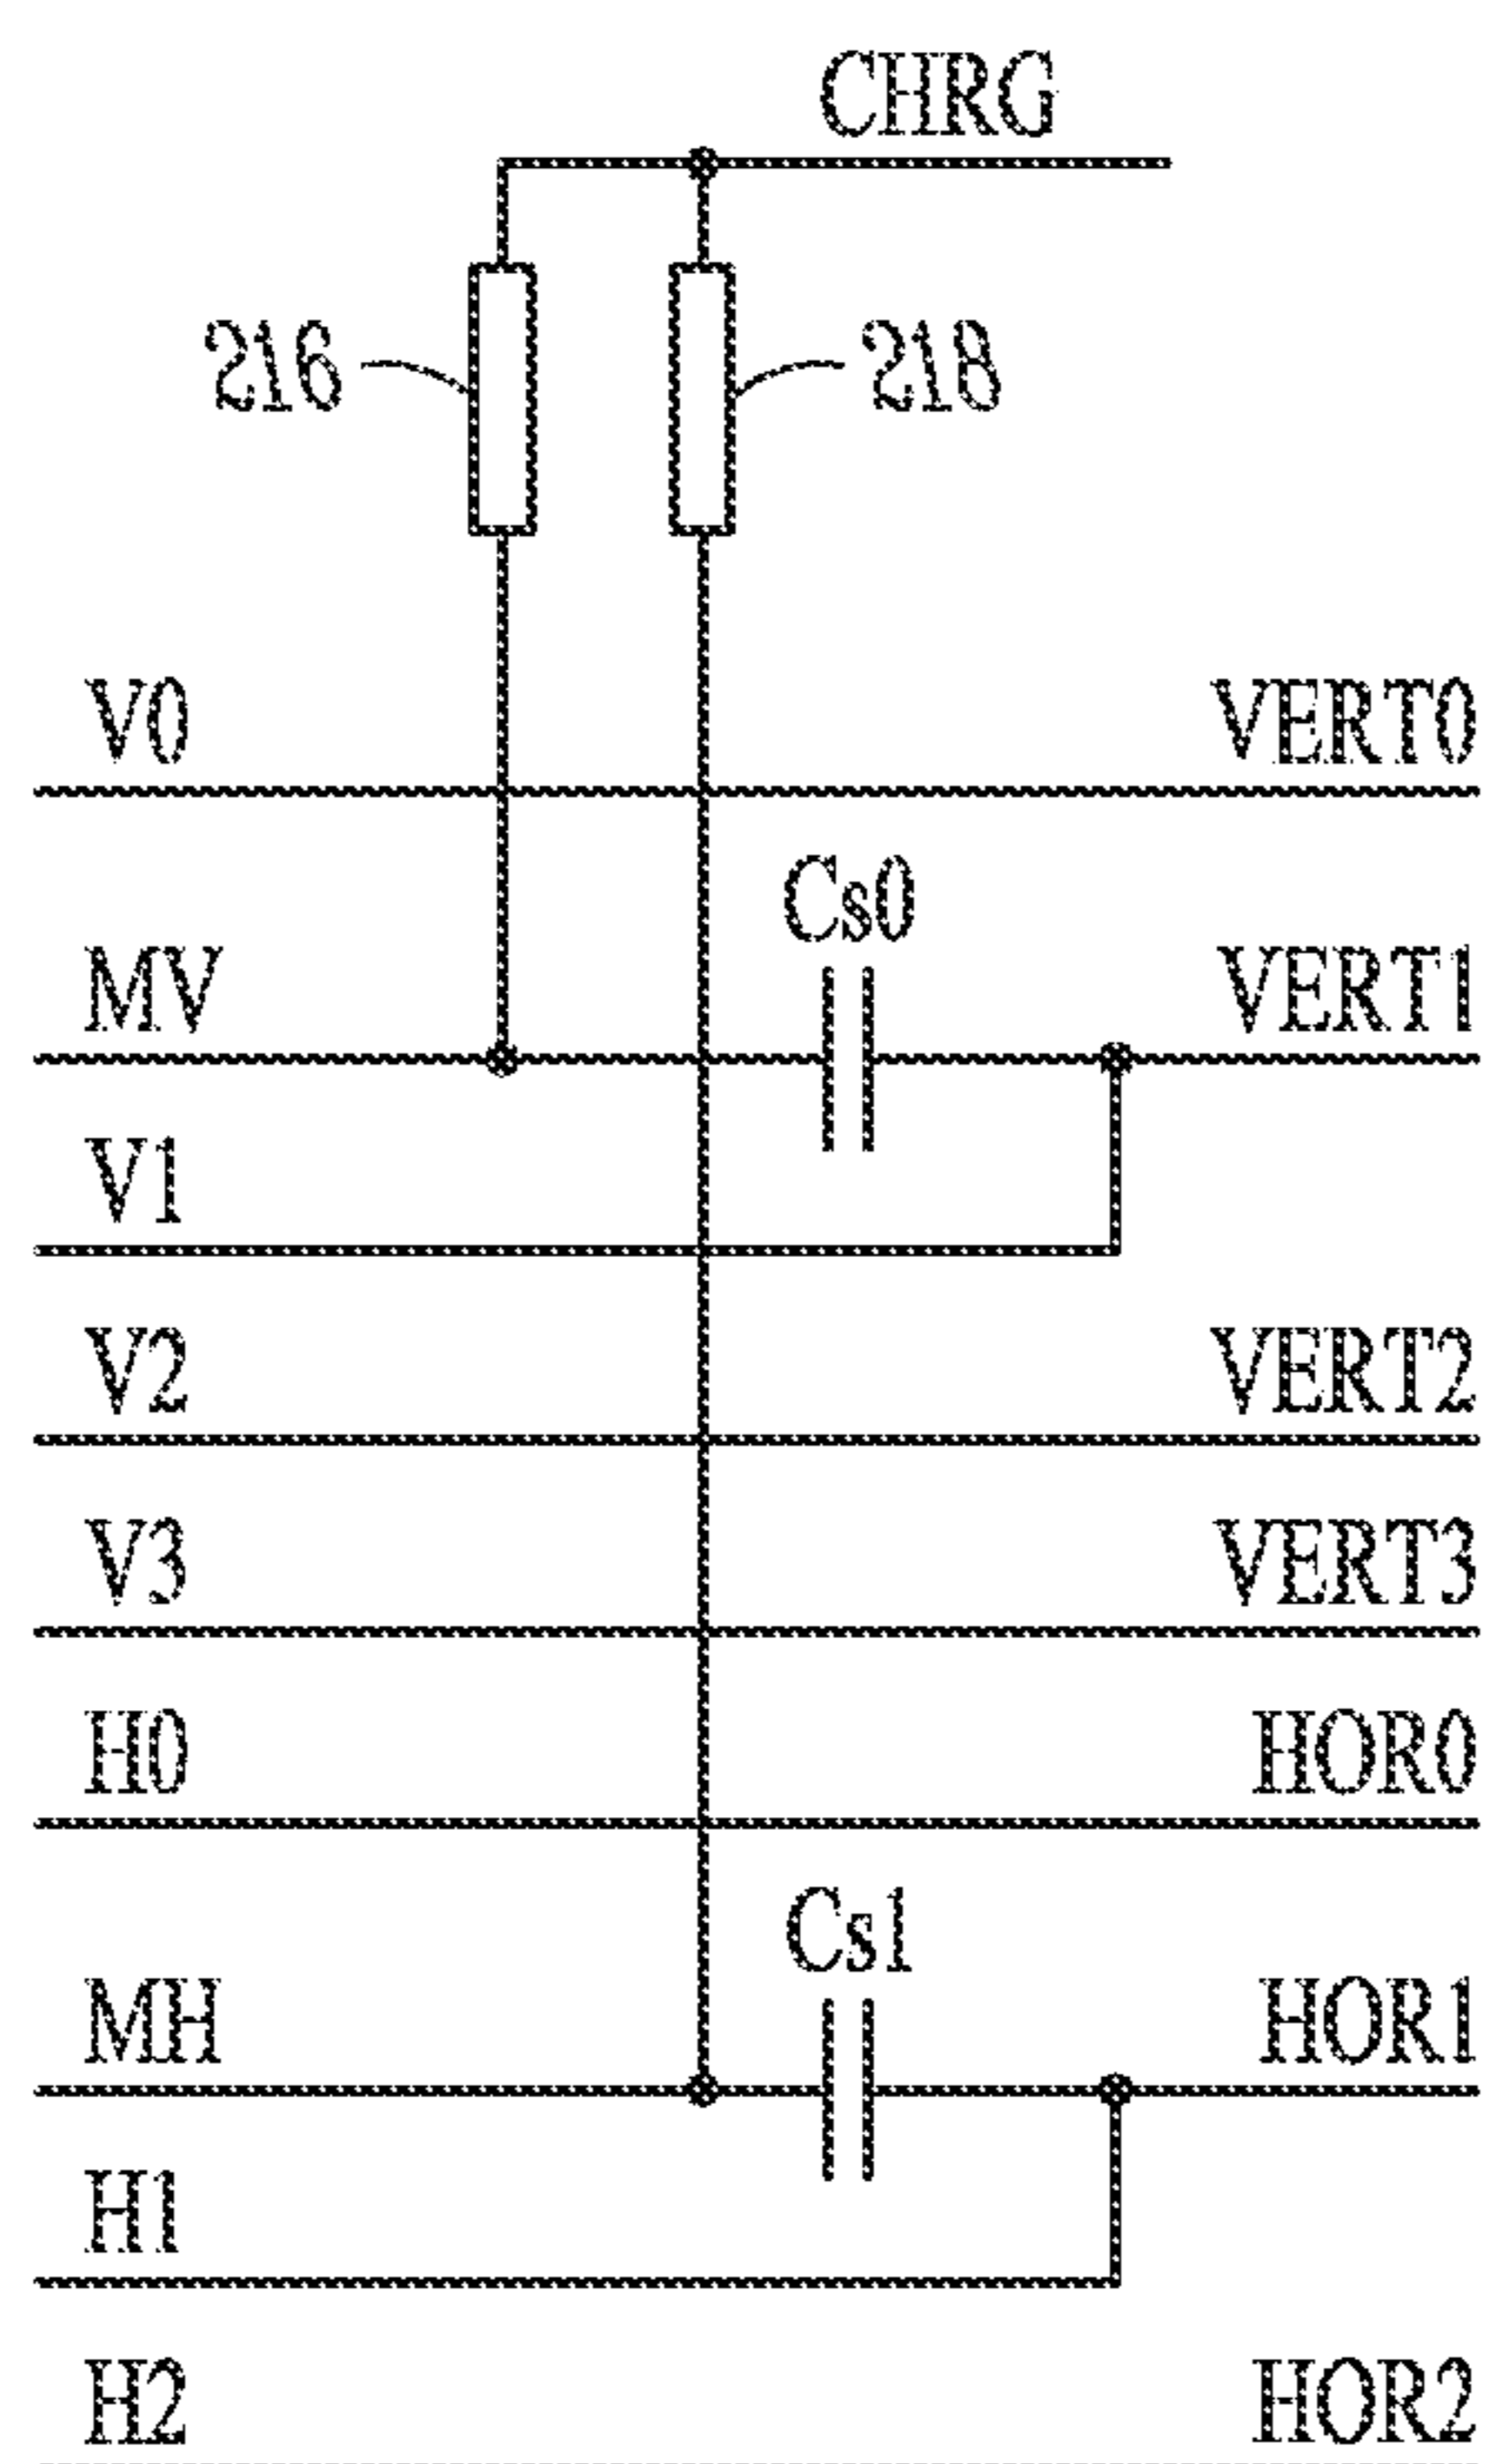 CHRG
216 218
V0 VERT0
Cs0
MV VERT1
V1
V2 VERT2
V3 VERT3
H0 HOR0
Cs1
MH HOR1
H1
H2 HOR2